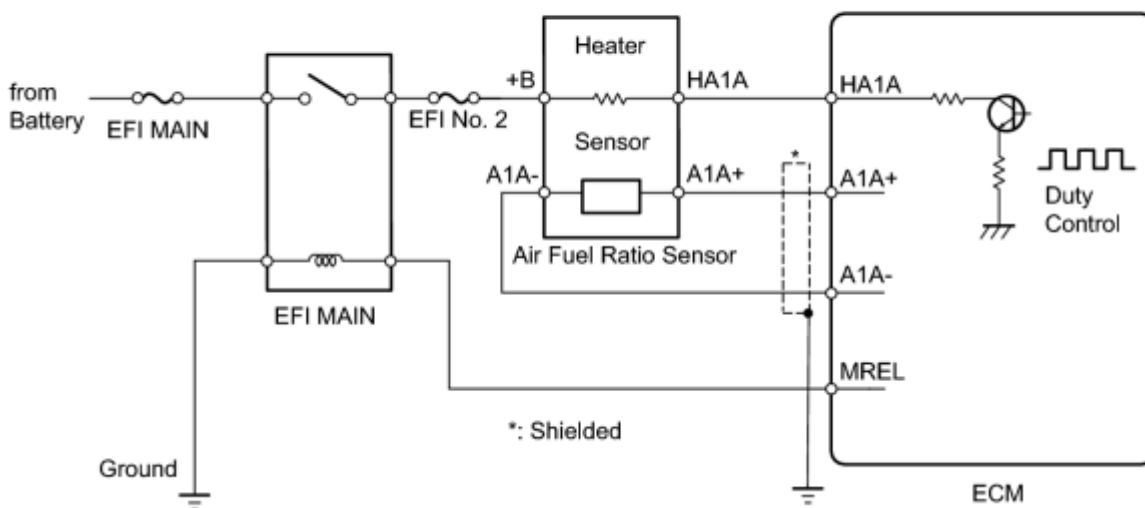 from
Battery
EFI MAIN
EFI No. 2
+B
Heater
HA1A
HA1A
Sensor
A1A-
A1A+
*
A1A+
Duty
Control
Air Fuel Ratio Sensor
A1A-
EFI MAIN
MREL
*: Shielded
Ground
ECM